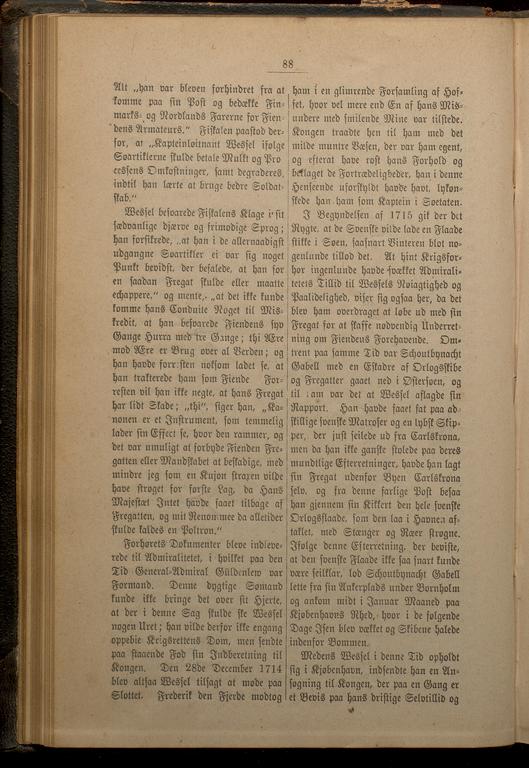 88
Alt „han var bleven forhindret fra at
komme paa sin Post og bedække Fin-
marks- og Nordlands Farerne for Fien-
dens Armateurs." Fiskalen paastod der-
for, at „Kapteinløitnant Wessel ifølge
Søartiklerne skulde betale Mulkt og Pro
cessens Omkostninger, samt degraderes,
indtil han lærte at bruge bedre Soldat-
skab."
Wessel besvarede Fiskalens Klage i sit
sædvanlige djærve og frimodige Sprog;
han forsikrede, „at han i de allernaadigst
udgangne Søartikler ei var sig noget
Punkt bevidst, der befalede, at han for
en saadan Fregat skulde eller maatte
echappere." og mente, „at det ikke kunde
komme hans Conduite Noget til Mis-
kredit, at han besvarede Fiendens syv
Gange Hurra med tre Gange; thi Ære
mod Ære er Brug over al Verden; og
han havde forresten noksom ladet se, at
han trakterede ham som Fiende For-
resten vil han ikke negte, at hans Fregat
har lidt Skade; „thi", siger han, „Ka-
nonen er et Instrument, som temmelig
lader sin Effect se, hvor den rammer, og
det var umuligt at forbyde Fienden Fre-
gatten eller Mandskabet at beskadige, med
mindre jeg som en Kujon straxen vilde
have strøget for første Lag, da Hans
Majestæt Intet havde faaet tilbage af
Fregatten, og mit Renommee da alletider
skulde kaldes en Poltron."
Forhørets Dokumenter bleve indleve-
rede til Admiralitetet, i hvilket paa den
Tid General-Admiral Güldenlew var
Formand. Denne dygtige Sømand
kunde ikke bringe det over sit Hjerte,
at der i denne Sag skulde ske Wessel
nogen Uret; han vilde derfor ikke engang
oppebie Krigsrettens Dom, men sendte
paa staaende Fod sin Indberetning til
Kongen. Den 28de December 1714
blev altsaa Wessel tilsagt at møde paa
Slottet. Frederik den Fjerde modtog
ham i en glimrende Forsamling af Hof-
fet, hvor vel mere end En af hans Mis-
undere med smilende Mine var tilstede.
Kongen traadte hen til ham med det
milde muntre Væsen, der var ham egent,
og efterat have rost hans Forhold og
beklaget de Fortrædeligheder, han i denne
Henseende uforskyldt havde havt, lykøn-
skede han ham som Kaptein i Søetaten.
I Begyndelsen af 1715 gik der det
Rygte, at de Svenske vilde lade en Flaade
stikke i Søen, saasnart Vinteren blot no-
genlunde tillod det. At hint Krigsfor-
hør ingenlunde havde svækket Admirali-
tetets Tillid til Wessels Nøiagtighed og
Paalidelighed, viser sig ogsaa her, da det
blev ham overdraget at løbe ud med sin
Fregat for at skaffe nødvendig Underret-
ning om Fiendens Forehavende. Om-
trent paa samme Tid var Schoutbynacht
Gabell med en Eskadre af Orlogsskibe
og Fregatter gaaet ned i Østersøen, og
til ham var det at Wessel aflagde sin
Rapport. Han havde faaet fat paa ad-
skillige svenske Matroser og en lybsk Skip-
per, der just seilede ud fra Carlskrona,
men da han ikke ganske stolede paa deres
mundtlige Efterretninger, havde han lagt
sin Fregat udenfor Byen Carlskrona
selv, og fra denne farlige Post besaa
han gjennem sin Kikkert den hele svenske
Orlogsflaade, som den laa i Havnen af-
taklet, med Stænger og Ræer strøgne.
Ifølge denne Efterretning, der beviste,
at den svenske Flaade ikke saa snart kunde
være seilklar, lod Schoutbynacht Gabell
lette fra sin Ankerplads under Bornholm
og ankom midt i Januar Maaned paa
Kjøbenhavns Rhed, hvor i de følgende
Dage Isen blev vækket og Skibene halede
indenfor Bommen.
Medens Wessel i denne Tid opholdt
sig i Kjøbenhavn, indsendte han en An-
søgning til Kongen, der paa en Gang er
et Bevis paa hans dristige Selvtillid og